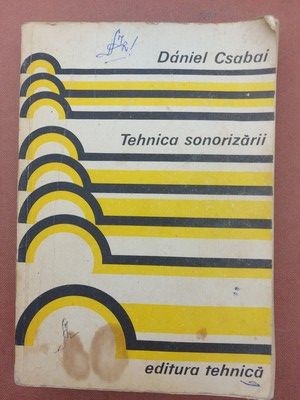 Dániel Csabai
Tehnica sonorizării
editura tehnică